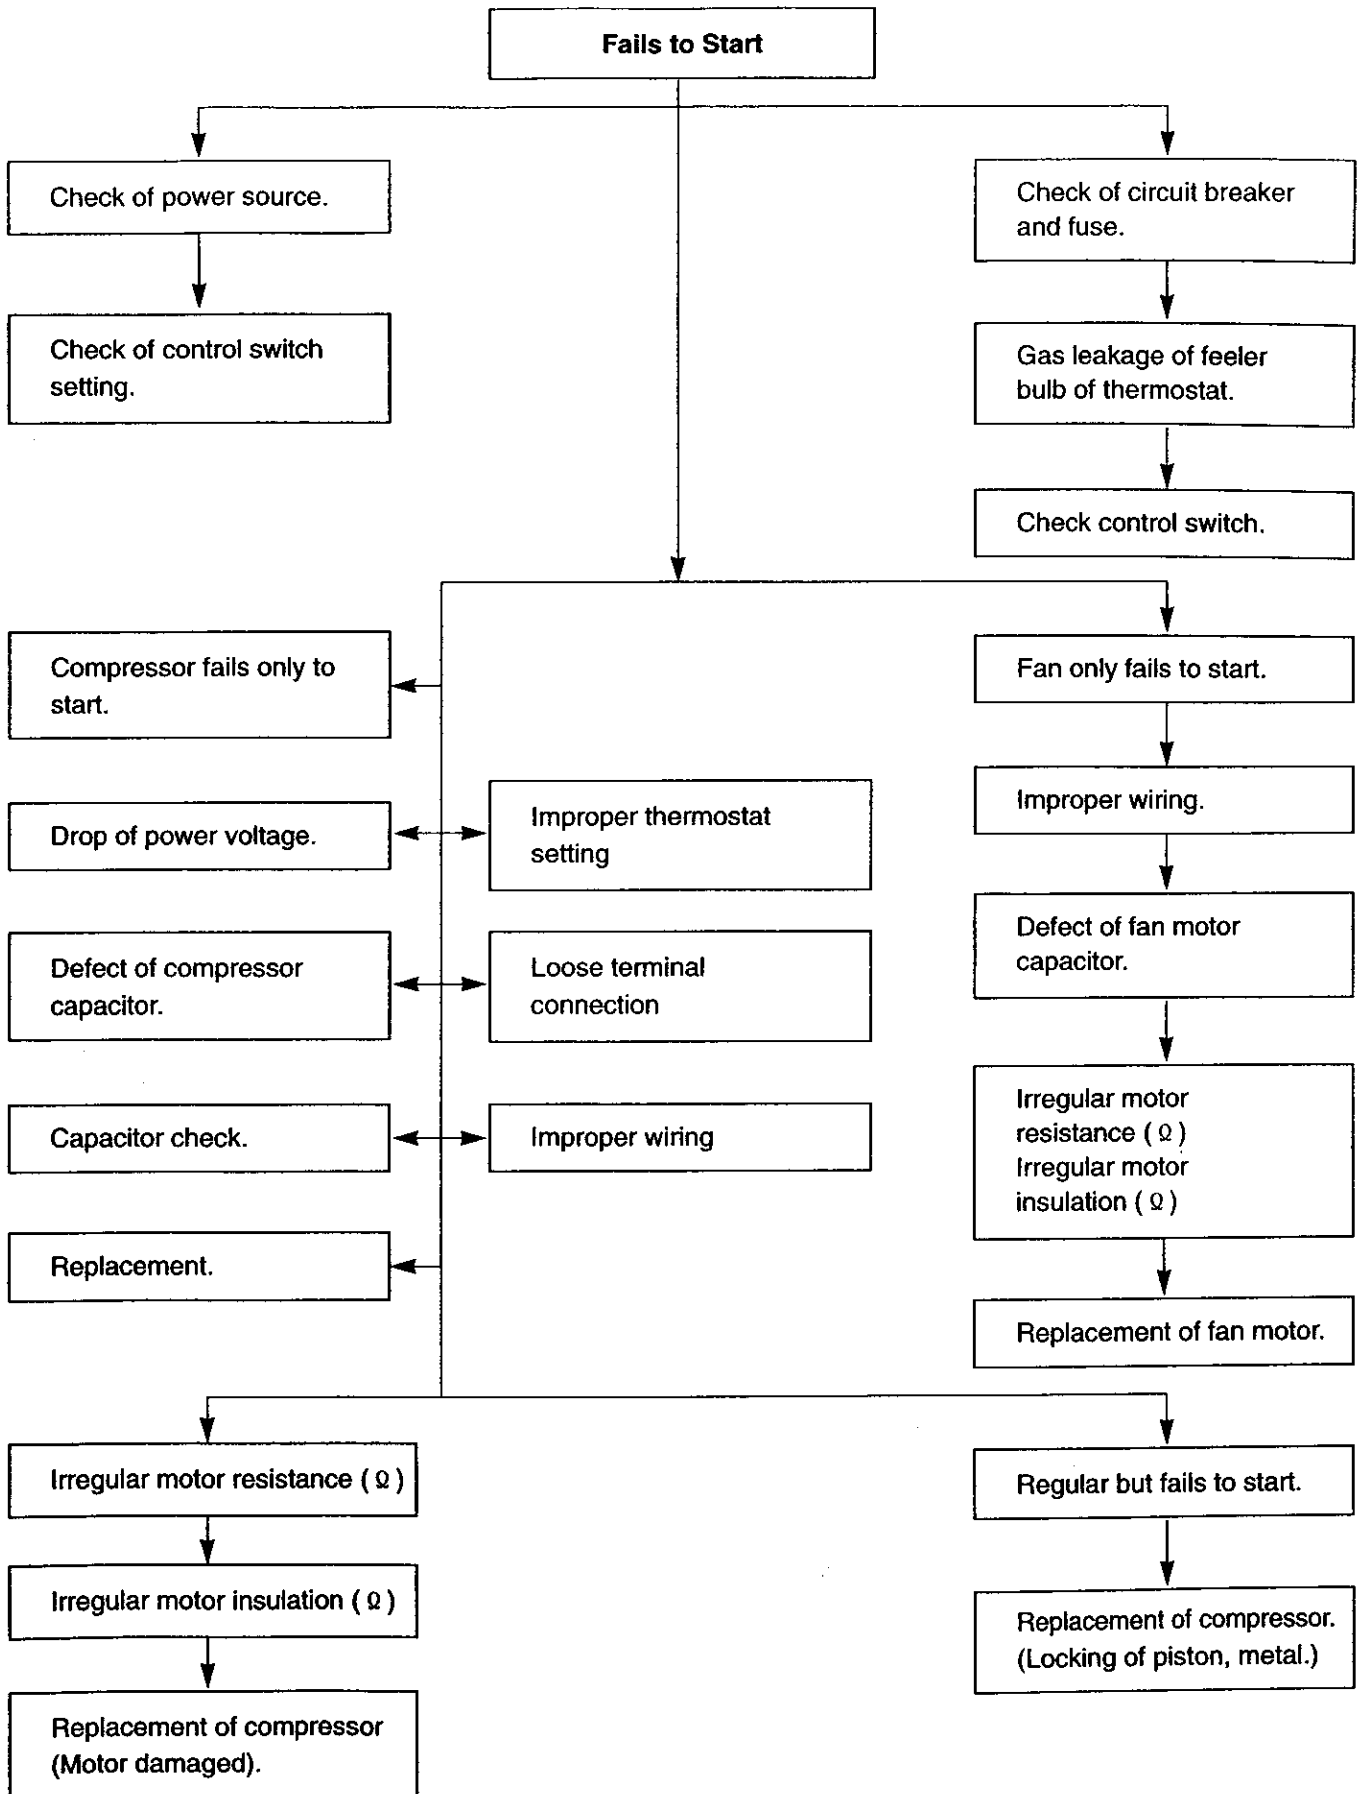 Fails to Start
Check of power source.
Check of circuit breaker
and fuse.
Check of control switch
setting.
Gas leakage of feeler
bulb of thermostat.
Check control switch.
Compressor fails only to
start.
Fan only fails to start.
Drop of power voltage.
Improper thermostat
setting
Improper wiring.
Defect of compressor
capacitor.
Loose terminal
connection
Defect of fan motor
capacitor.
Capacitor check.
Improper wiring
Irregular motor
resistance (Ω)
Irregular motor
insulation (Ω)
Replacement.
Replacement of fan motor.
Irregular motor resistance (Ω)
Regular but fails to start.
Irregular motor insulation (Ω)
Replacement of compressor.
(Locking of piston, metal.)
Replacement of compressor
(Motor damaged).